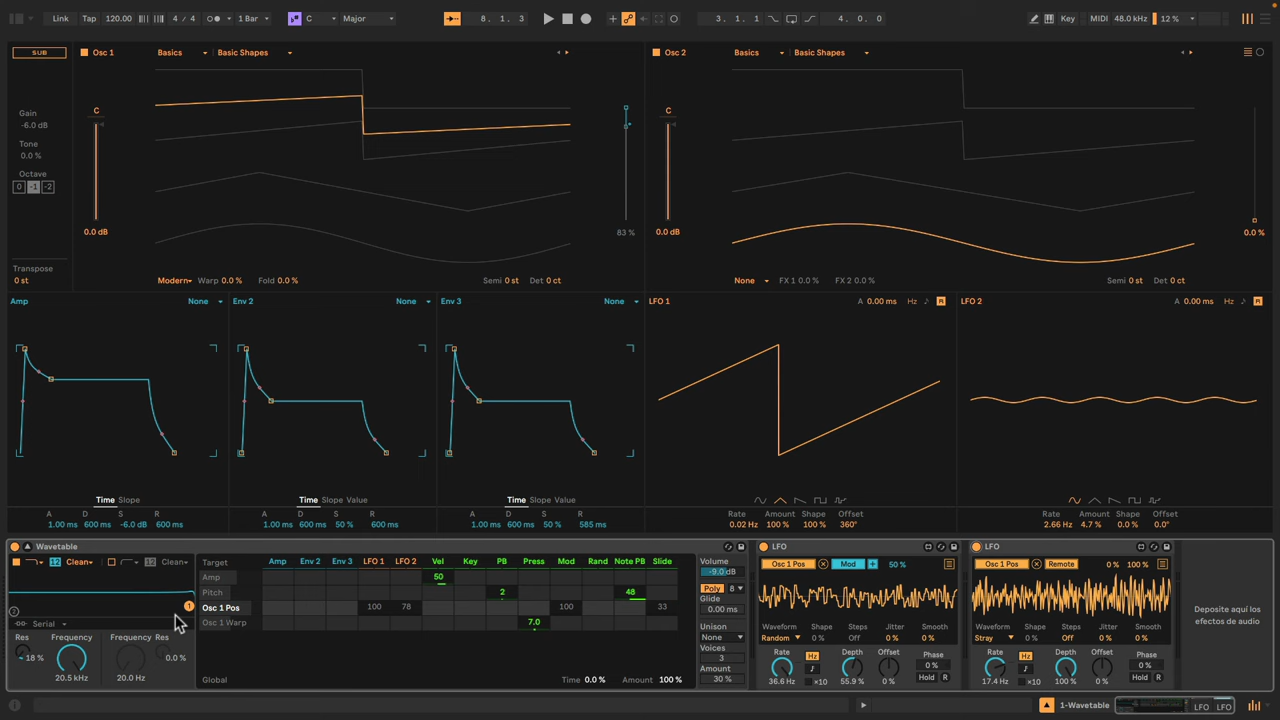 Link Tap 120.00 4 / 4 1 Bar C Major 8. 1. 3 3. 1. 1 4. 0. 0 Key MIDI 48.0 kHz 12 %
SUB Osc 1 Basics Basic Shapes Osc 2 Basics Basic Shapes
C C
Gain
-6.0 dB
Tone
0.0 %
Octave
0 -1 -2
0.0 dB 83 % 0.0 dB 0.0 %
Transpose
0 st Modern Warp 0.0 % Fold 0.0 % Semi 0 st Det 0 ct None FX 1 0.0 % FX 2 0.0 % Semi 0 st Det 0 ct
Amp None Env 2 None Env 3 None LFO 1 A 0.00 ms Hz R LFO 2 A 0.00 ms Hz R
Time Slope Time Slope Value Time Slope Value
A D S R A D S R A D S R Rate Amount Shape Offset Rate Amount Shape Offset
1.00 ms 600 ms -6.0 dB 600 ms 1.00 ms 600 ms 50 % 600 ms 1.00 ms 600 ms 50 % 585 ms 0.02 Hz 100 % 100 % 360° 2.66 Hz 4.7 % 0.0 % 0.0°
Wavetable LFO LFO
12 Clean 12 Clean Target Amp Env 2 Env 3 LFO 1 LFO 2 Vel Key PB Press Mod Rand Note PB Slide Volume Osc 1 Pos Mod 50 % Osc 1 Pos Remote 0 % 100 %
Amp 50 -9.0 dB
Pitch 2 48 Poly 8
2 1 Osc 1 Pos 100 78 100 33 Glide
0.00 ms
Serial Osc 1 Warp 7.0 Unison Waveform Shape Steps Jitter Smooth Waveform Shape Steps Jitter Smooth
Res Frequency Frequency Res None Random 0 % Off 0 % 0 % Stray 0 % Off 0 % 0 %
18 % 0.0 % Voices Rate Hz Depth Offset Phase Rate Hz Depth Offset Phase
3 0 % 0 %
20.5 kHz 20.0 Hz Global Time 0.0 % Amount 100 % Amount
30 % 36.6 Hz ×10 55.9 % 0 % Hold R 17.4 Hz ×10 100 % 0 % Hold R
Deposite aquí los
efectos de audio
1-Wavetable LFO LFO